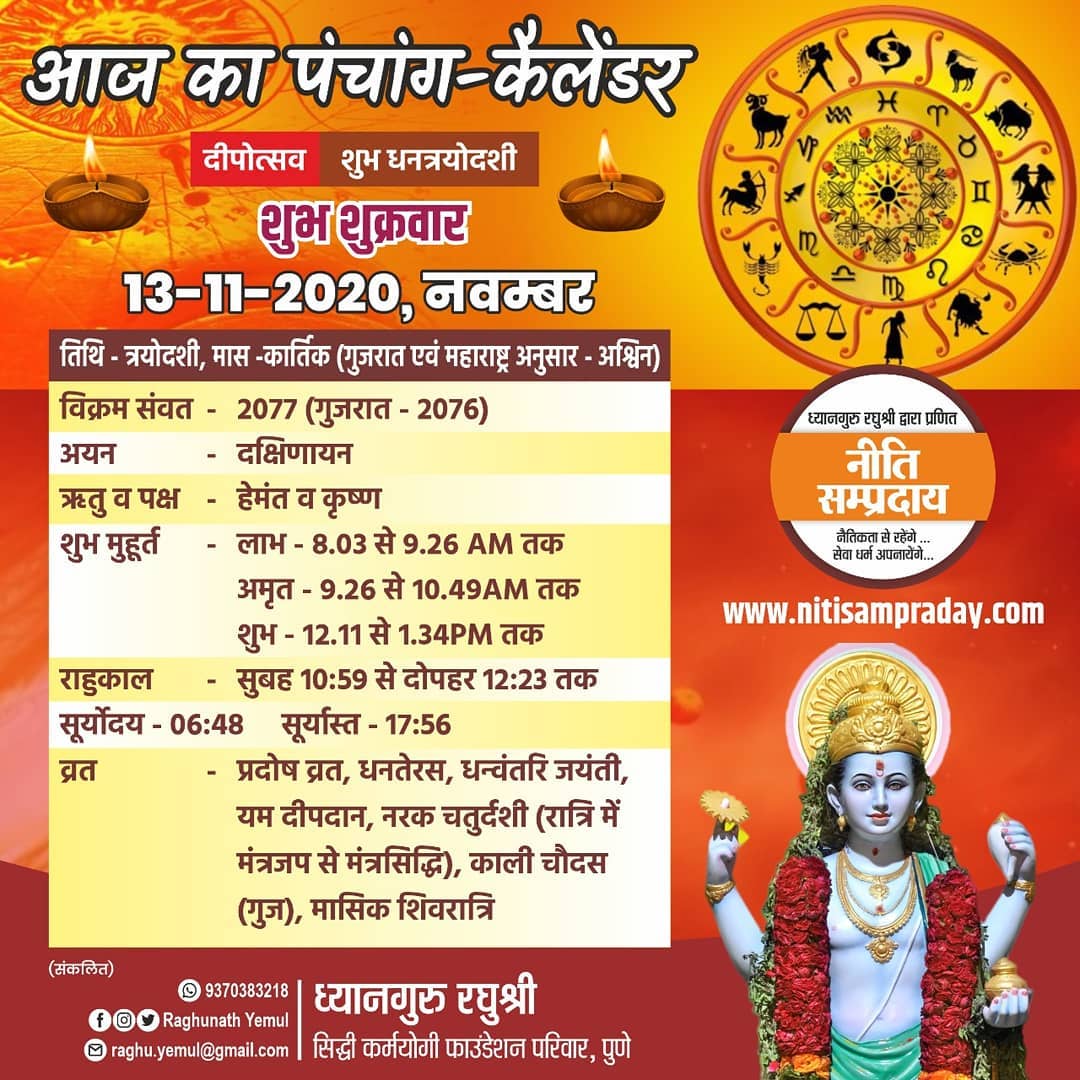 आज का पंचांग-कैलेंडर
दीपोत्सव शुभ धनत्रयोदशी
शुभ शुक्रवार
13-11-2020, नवम्बर
तिथि - त्रयोदशी, मास -कार्तिक (गुजरात एवं महाराष्ट्र अनुसार - अश्विन)
विक्रम संवत - 2077 (गुजरात - 2076)
अयन - दक्षिणायन
ऋतु व पक्ष - हेमंत व कृष्ण
शुभ मुहूर्त - लाभ - 8.03 से 9.26 AM तक
अमृत - 9.26 से 10.49AM तक
शुभ - 12.11 से 1.34PM तक
राहुकाल - सुबह 10:59 से दोपहर 12:23 तक
सूर्योदय - 06:48 सूर्यास्त - 17:56
व्रत - प्रदोष व्रत, धनतेरस, धन्वंतरि जयंती,
यम दीपदान, नरक चतुर्दशी (रात्रि में
मंत्रजप से मंत्रसिद्धि), काली चौदस
(गुज), मासिक शिवरात्रि
ध्यानगुरु रघुश्री द्वारा प्रणित
नीति
सम्प्रदाय
नैतिकता से रहेंगे ...
सेवा धर्म अपनायेंगे...
www.nitisampraday.com
(संकलित)
9370383218
Raghunath Yemul
raghu.yemul@gmail.com
ध्यानगुरु रघुश्री
सिद्धी कर्मयोगी फाउंडेशन परिवार, पुणे